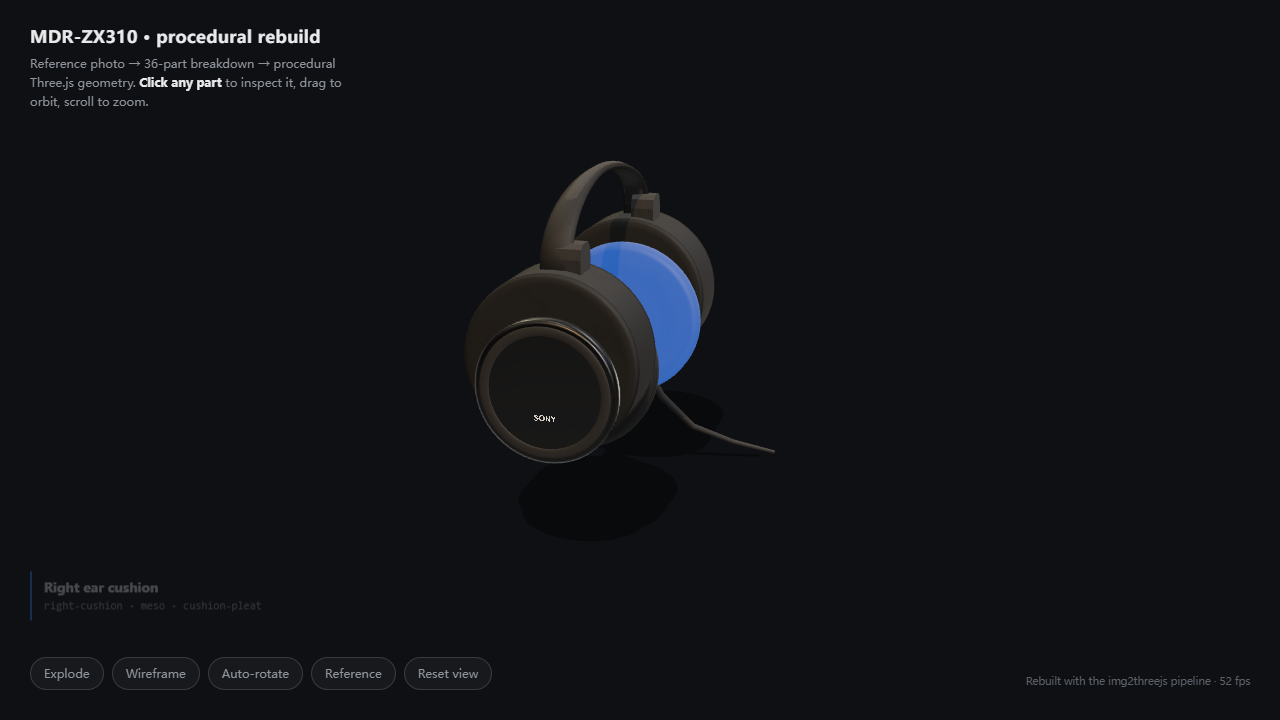 MDR-ZX310 • procedural rebuild
Reference photo → 36-part breakdown → procedural
Three.js geometry. Click any part to inspect it, drag to
orbit, scroll to zoom.
SONY
Right ear cushion
right-cushion · meso · cushion-pleat
Explode
Wireframe
Auto-rotate
Reference
Reset view
Rebuilt with the img2threejs pipeline · 52 fps